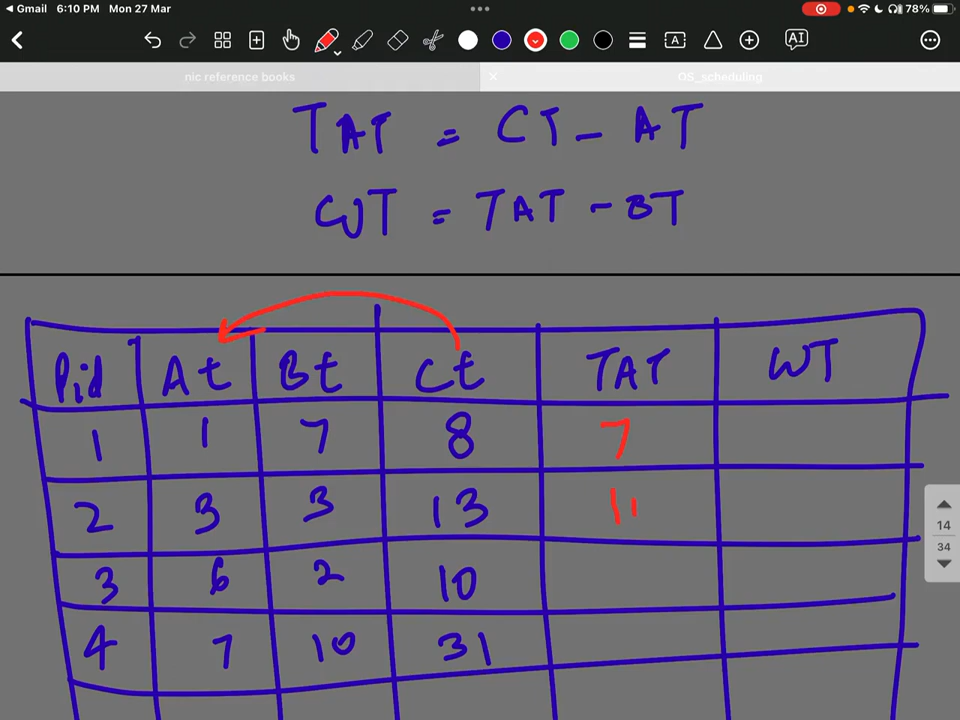 Gmail 6:10 PM Mon 27 Mar 78%
A AI
nic reference books OS_scheduling
TAT = CT - AT
WT = TAT - BT
Pid At Bt Ct TAT WT
1 1 7 8 7
2 3 3 13
3 6 2 10
4 7 10 31
14
34